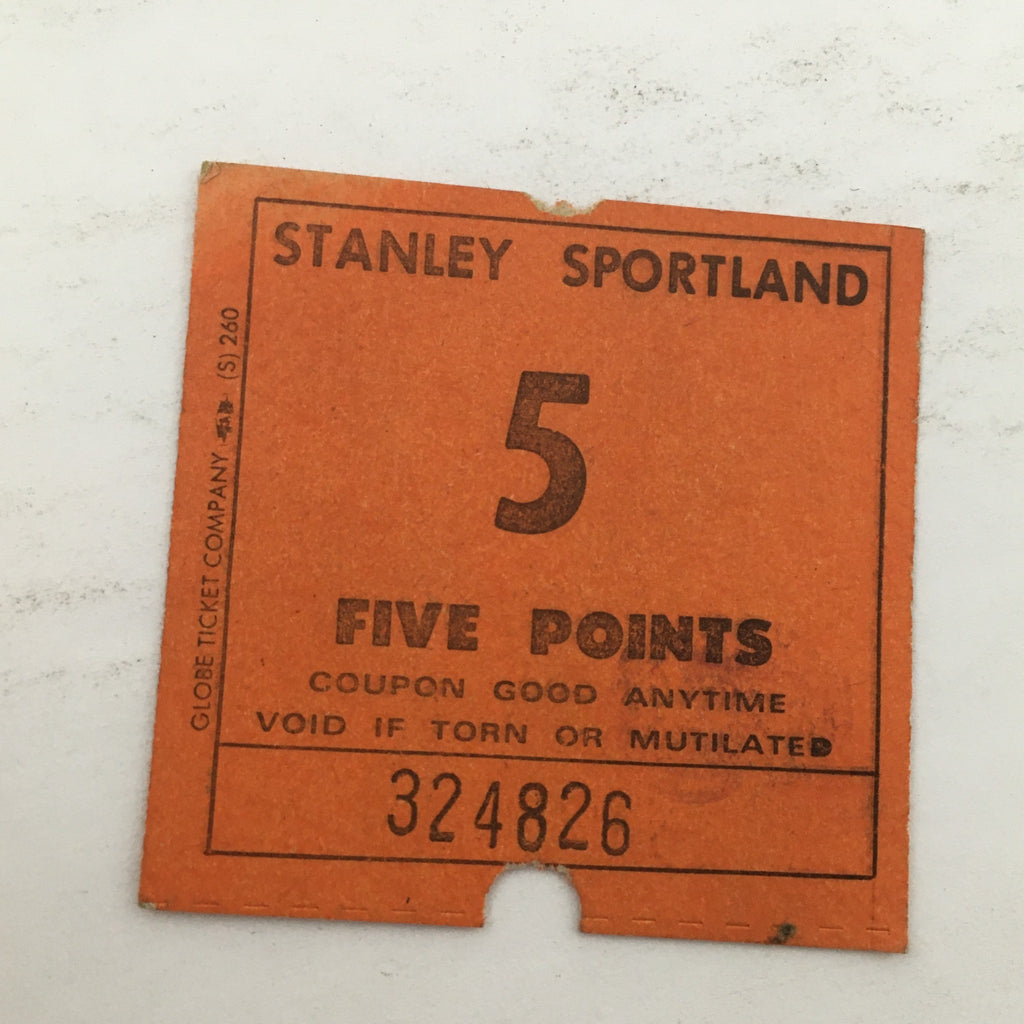 STANLEY SPORTLAND
5
FIVE POINTS
COUPON GOOD ANYTIME
VOID IF TORN OR MUTILATED
324826
GLOBE TICKET COMPANY (S) 260